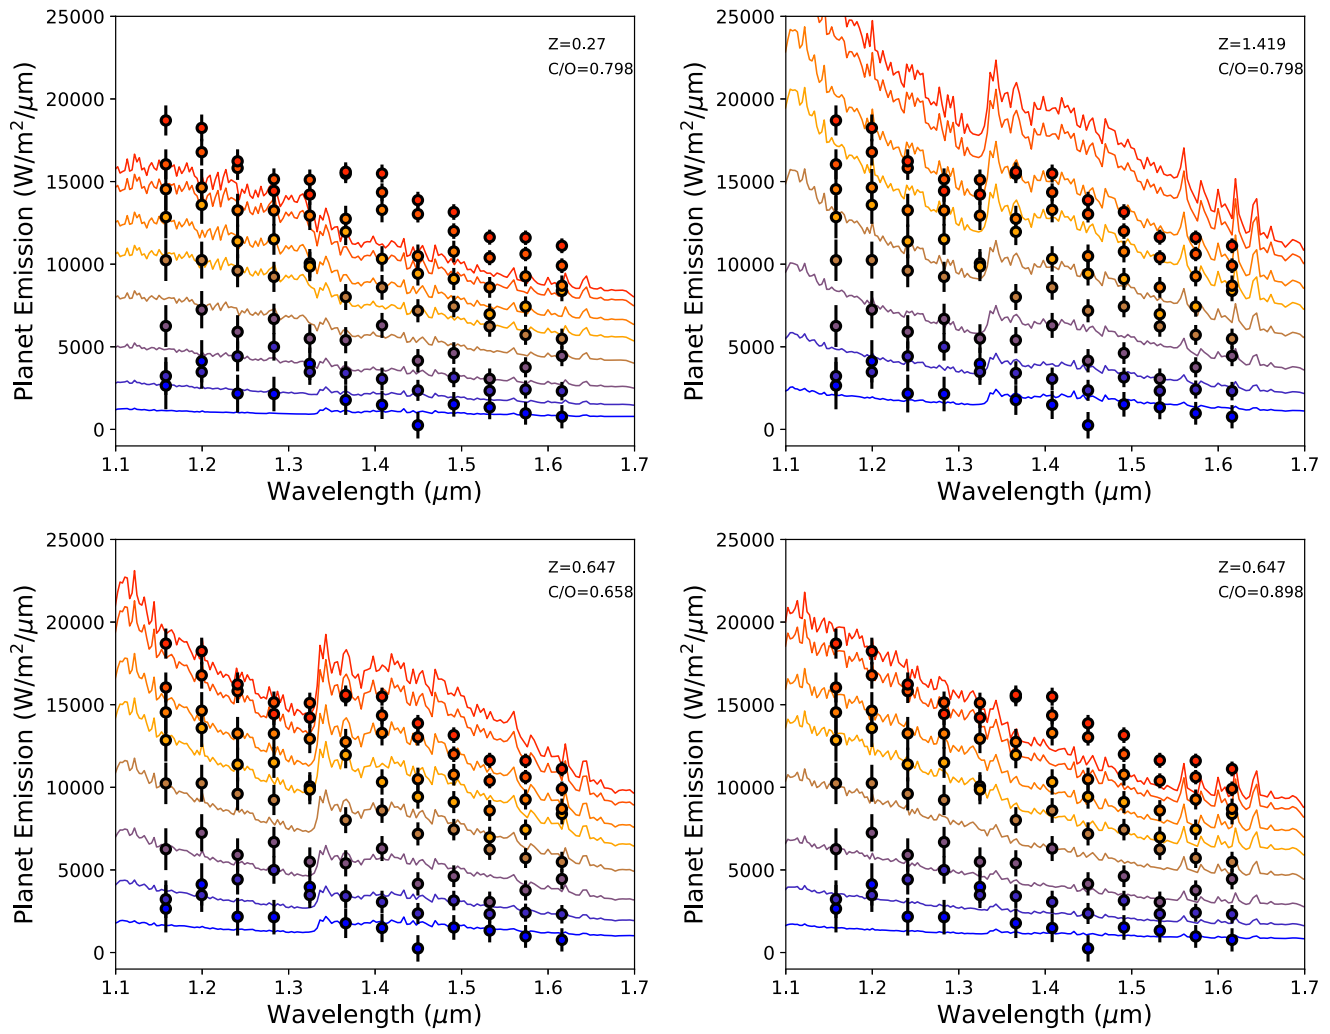 25000
20000
15000
10000
5000
0
Planet Emission (W/m²/μm)
Z=0.27
C/O=0.798
1.1 1.2 1.3 1.4 1.5 1.6 1.7
Wavelength (μm)
25000
20000
15000
10000
5000
0
Planet Emission (W/m²/μm)
Z=1.419
C/O=0.798
1.1 1.2 1.3 1.4 1.5 1.6 1.7
Wavelength (μm)
25000
20000
15000
10000
5000
0
Planet Emission (W/m²/μm)
Z=0.647
C/O=0.658
1.1 1.2 1.3 1.4 1.5 1.6 1.7
Wavelength (μm)
25000
20000
15000
10000
5000
0
Planet Emission (W/m²/μm)
Z=0.647
C/O=0.898
1.1 1.2 1.3 1.4 1.5 1.6 1.7
Wavelength (μm)